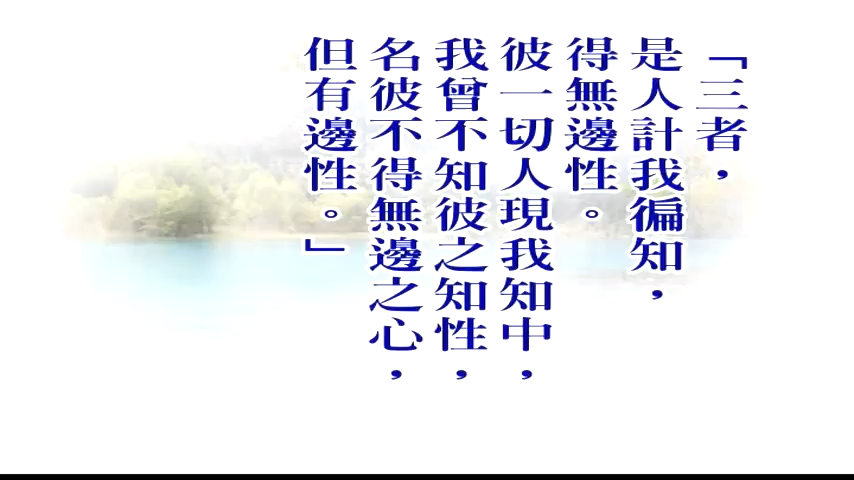 「三者，
是人計我徧知，
得無邊性。
彼一切人現我知中，
我曾不知彼之知性，
名彼不得無邊之心，
但有邊性。」